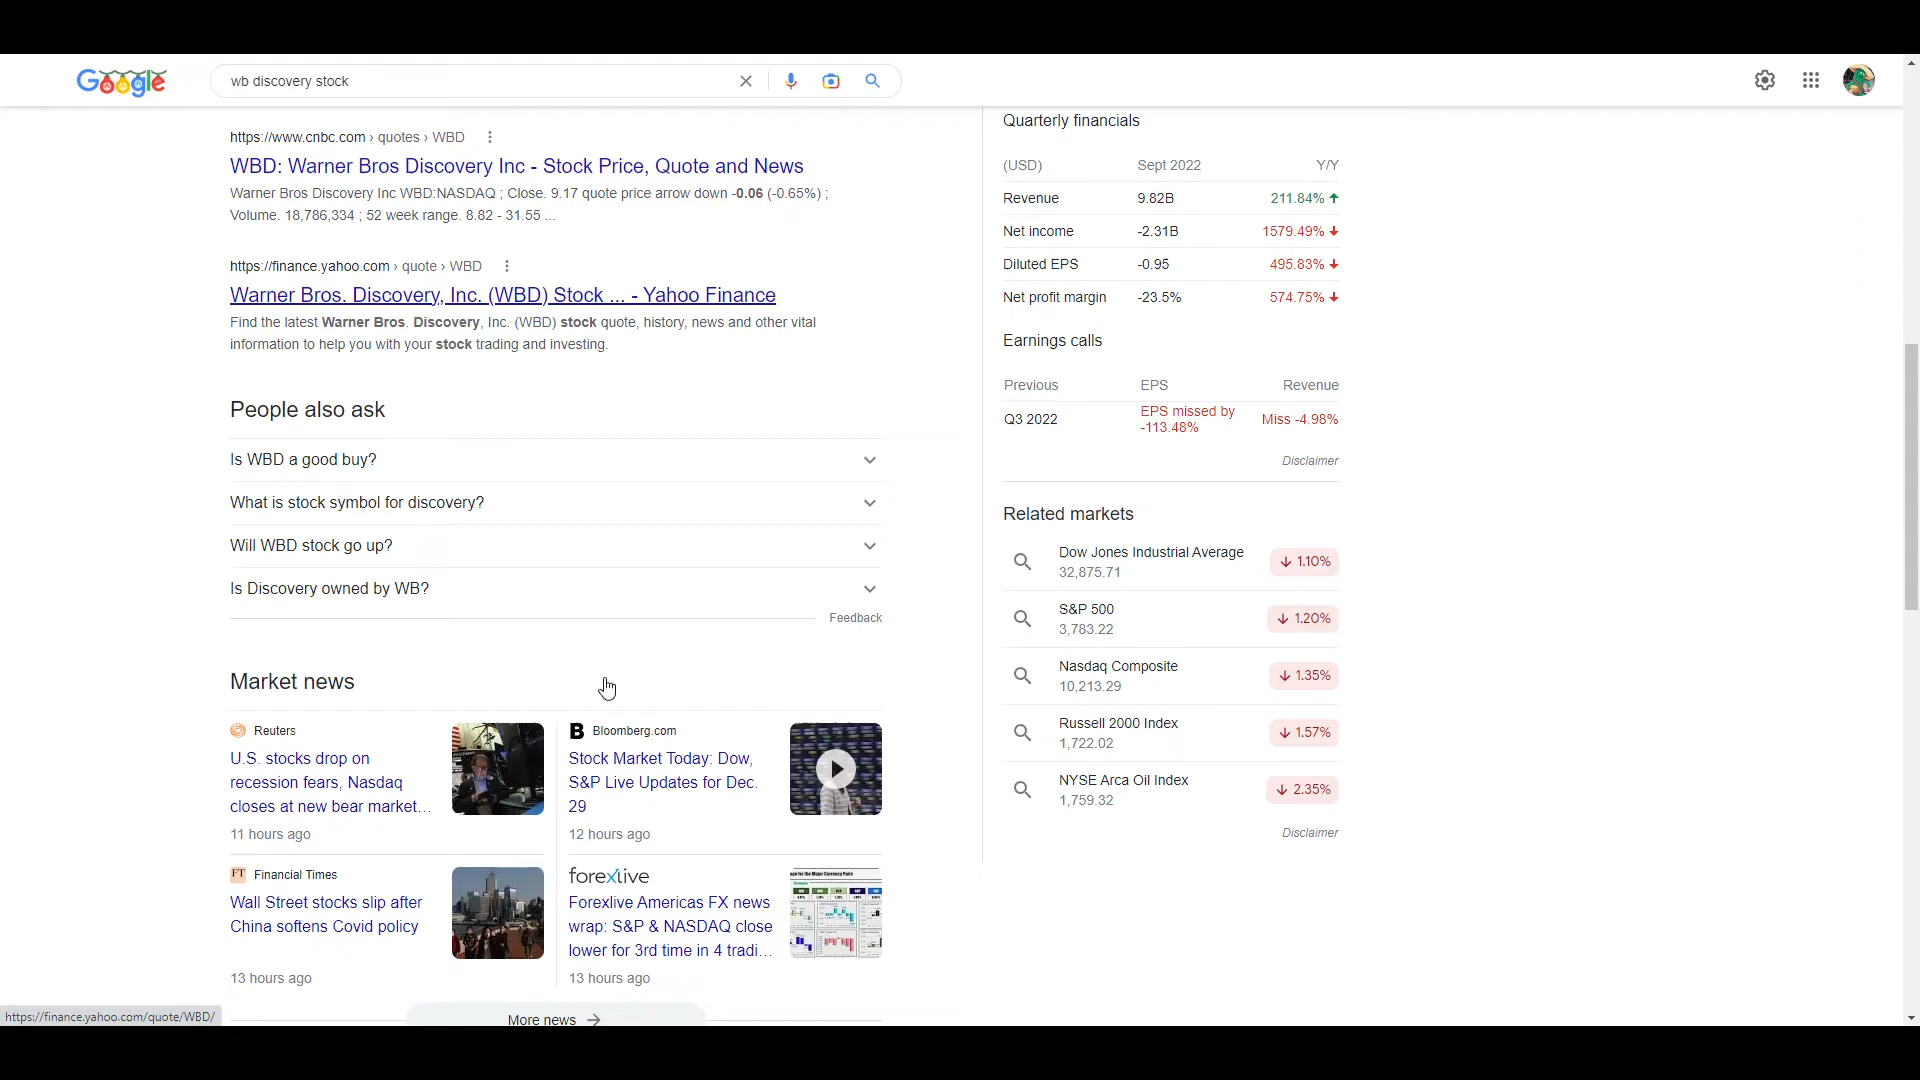 Google
wb discovery stock
https://www.cnbc.com › quotes › WBD
WBD: Warner Bros Discovery Inc - Stock Price, Quote and News
Warner Bros Discovery Inc WBD:NASDAQ ; Close. 9.17 quote price arrow down -0.06 (-0.65%) ;
Volume. 18,786,334 ; 52 week range. 8.82 - 31.55 ...
https://finance.yahoo.com › quote › WBD
Warner Bros. Discovery, Inc. (WBD) Stock ... - Yahoo Finance
Find the latest Warner Bros. Discovery, Inc. (WBD) stock quote, history, news and other vital
information to help you with your stock trading and investing.
People also ask
Is WBD a good buy?
What is stock symbol for discovery?
Will WBD stock go up?
Is Discovery owned by WB?
Feedback
Market news
Reuters
U.S. stocks drop on
recession fears, Nasdaq
closes at new bear market...
11 hours ago
B Bloomberg.com
Stock Market Today: Dow,
S&P Live Updates for Dec.
29
12 hours ago
FT Financial Times
Wall Street stocks slip after
China softens Covid policy
13 hours ago
forexlive
Forexlive Americas FX news
wrap: S&P & NASDAQ close
lower for 3rd time in 4 tradi...
13 hours ago
More news
Quarterly financials
(USD) Sept 2022 Y/Y
Revenue 9.82B 211.84%
Net income -2.31B 1579.49%
Diluted EPS -0.95 495.83%
Net profit margin -23.5% 574.75%
Earnings calls
Previous EPS Revenue
Q3 2022 EPS missed by -113.48% Miss -4.98%
Disclaimer
Related markets
Dow Jones Industrial Average
32,875.71
1.10%
S&P 500
3,783.22
1.20%
Nasdaq Composite
10,213.29
1.35%
Russell 2000 Index
1,722.02
1.57%
NYSE Arca Oil Index
1,759.32
2.35%
Disclaimer
https://finance.yahoo.com/quote/WBD/